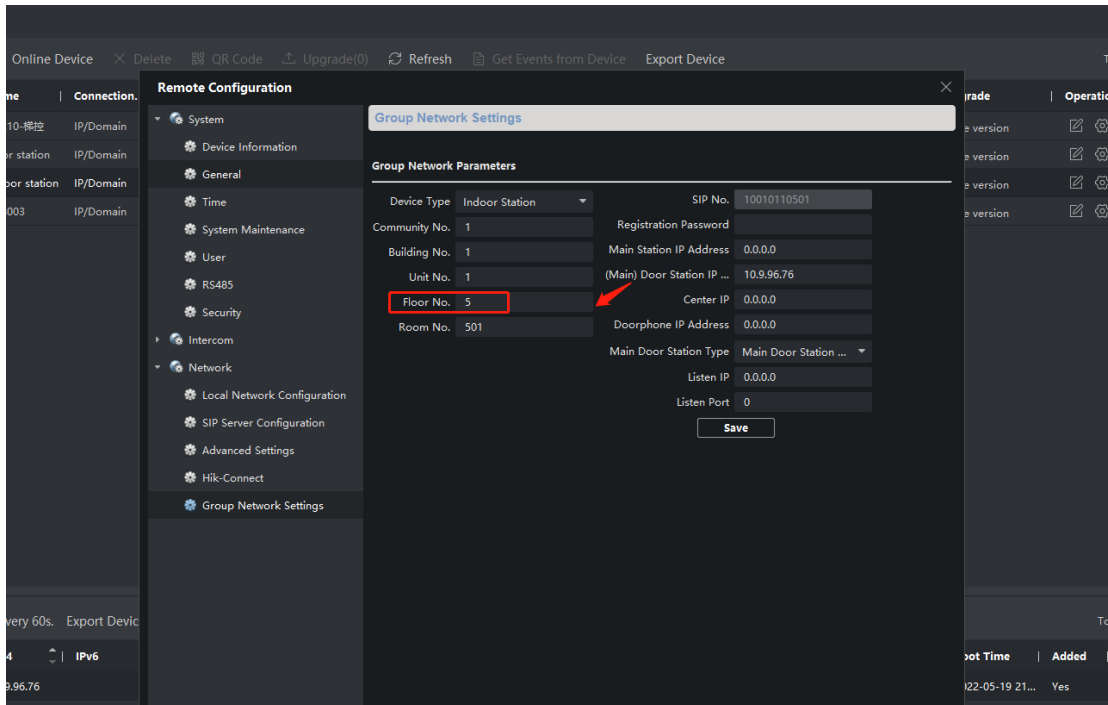 Online Device Delete QR Code Upgrade(0) Refresh Get Events from Device Export Device
Remote Configuration
Connection.
Operatio
10-梯控 IP/Domain
e version
or station IP/Domain
e version
oor station IP/Domain
e version
003 IP/Domain
e version
System
Device Information
General
Time
System Maintenance
User
RS485
Security
Intercom
Network
Local Network Configuration
SIP Server Configuration
Advanced Settings
Hik-Connect
Group Network Settings
Group Network Settings
Group Network Parameters
Device Type Indoor Station
Community No. 1
Building No. 1
Unit No. 1
Floor No. 5
Room No. 501
SIP No. 10010110501
Registration Password
Main Station IP Address 0.0.0.0
(Main) Door Station IP ... 10.9.96.76
Center IP 0.0.0.0
Doorphone IP Address 0.0.0.0
Main Door Station Type Main Door Station ...
Listen IP 0.0.0.0
Listen Port 0
Save
very 60s. Export Devic
4 IPv6
oot Time Added
9.96.76
022-05-19 21... Yes